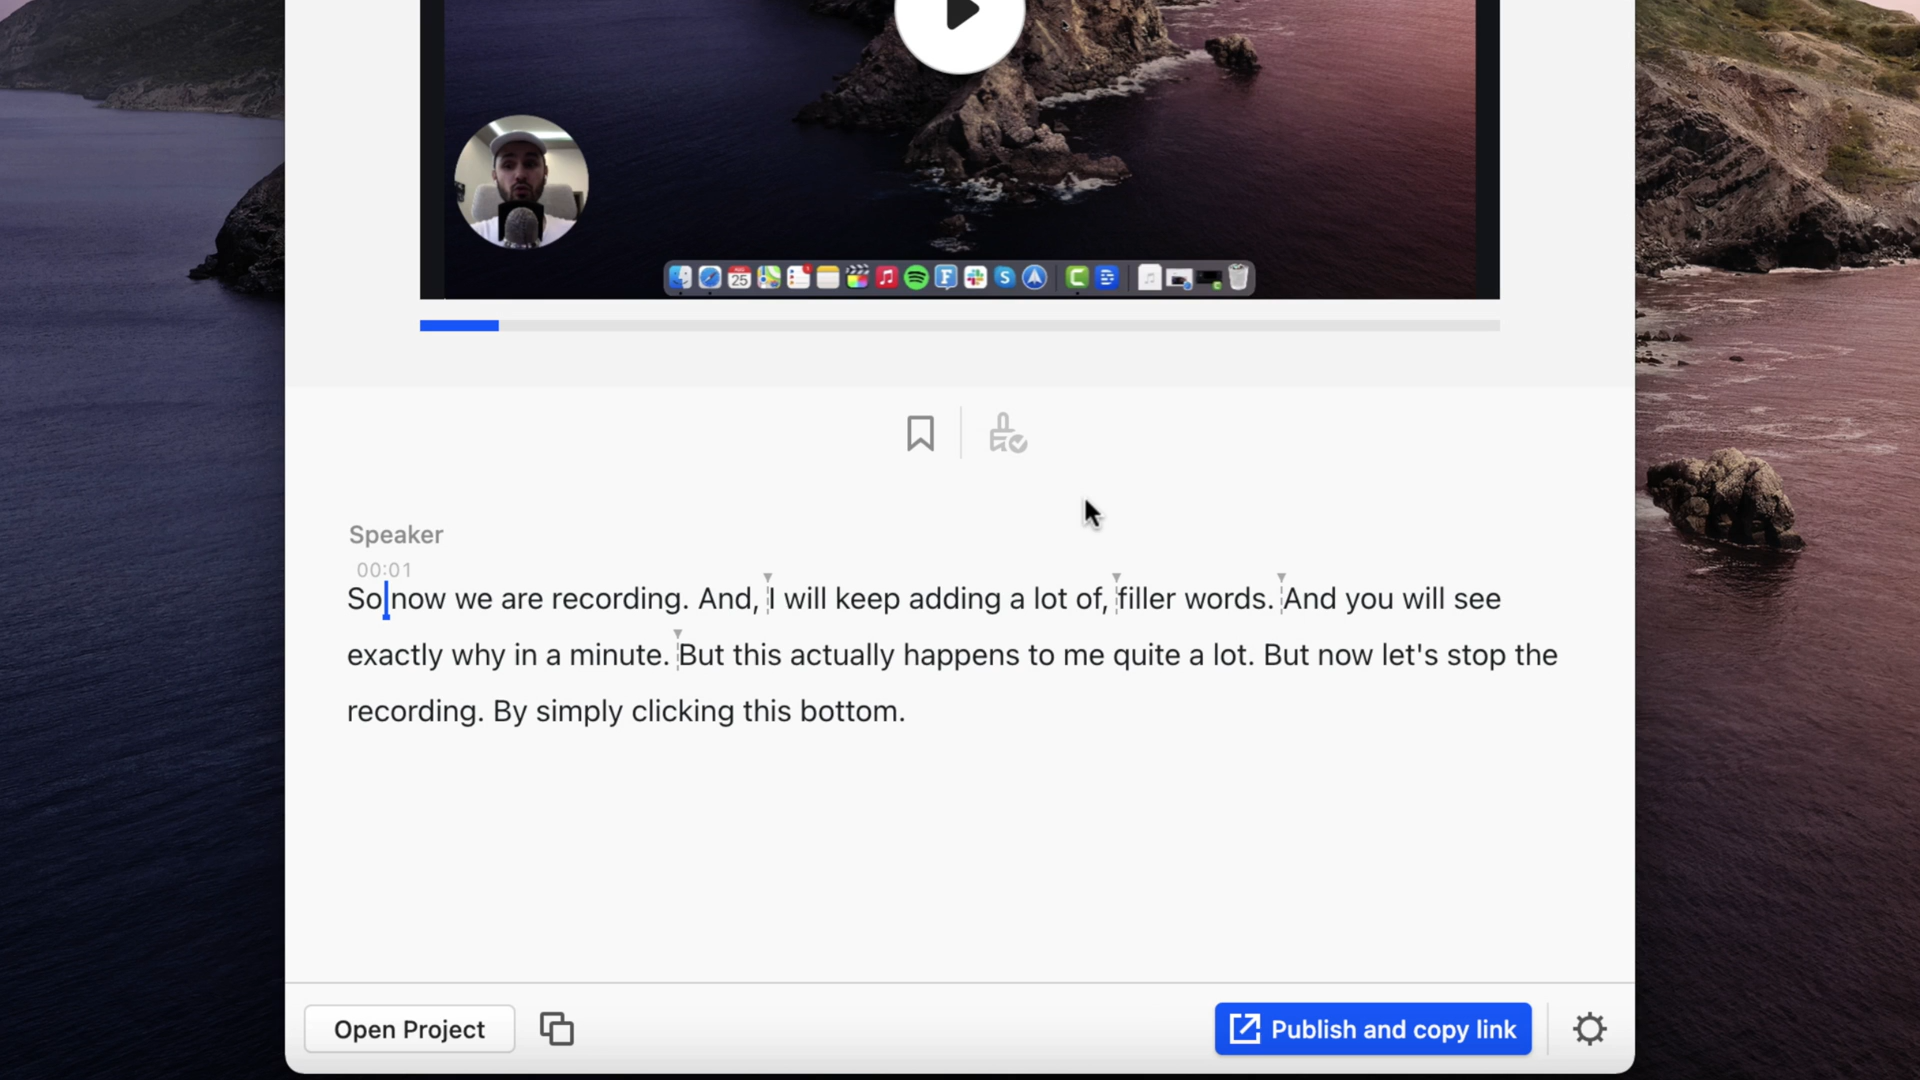 25
Speaker
00:01
So now we are recording. And, I will keep adding a lot of, filler words. And you will see
exactly why in a minute. But this actually happens to me quite a lot. But now let's stop the
recording. By simply clicking this bottom.
Open Project
Publish and copy link